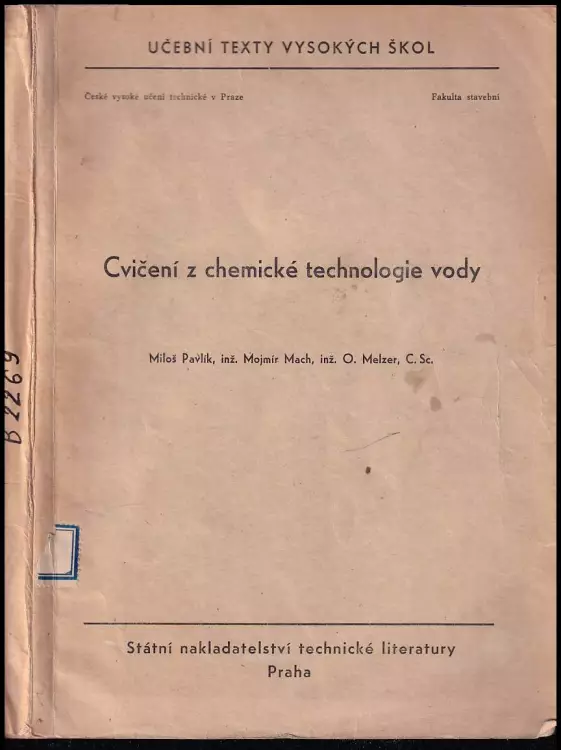 UČEBNÍ TEXTY VYSOKÝCH ŠKOL
České vysoké učení technické v Praze
Fakulta stavební
Cvičení z chemické technologie vody
Miloš Pavlík, inž. Mojmír Mach, inž. O. Melzer, C. Sc.
B 2269
Státní nakladatelství technické literatury
Praha